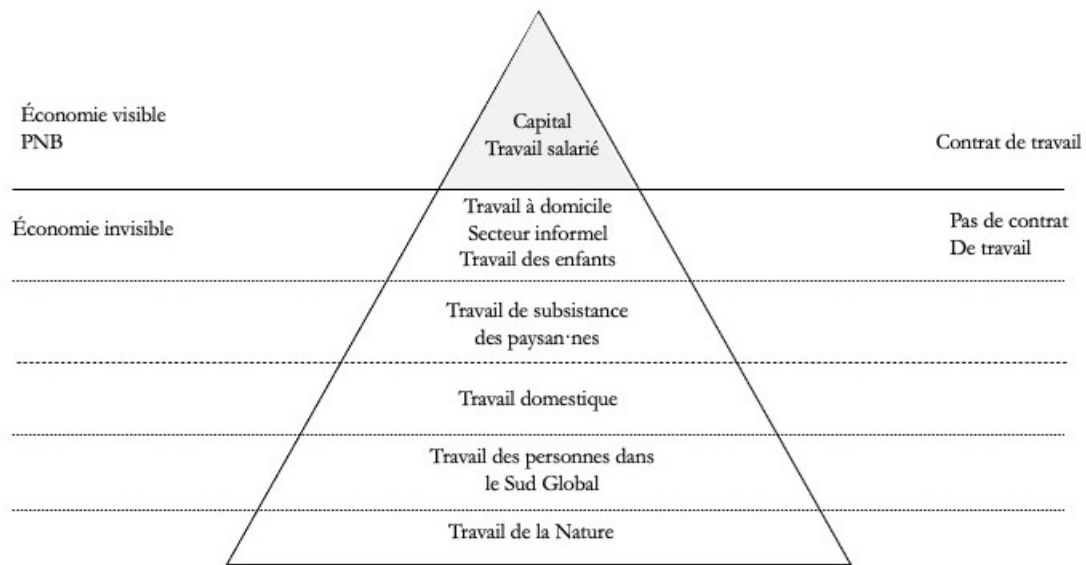 Économie visible
PNB
Capital
Travail salarié
Contrat de travail
Économie invisible
Travail à domicile
Secteur informel
Travail des enfants
Pas de contrat
De travail
Travail de subsistance
des paysan·nes
Travail domestique
Travail des personnes dans
le Sud Global
Travail de la Nature